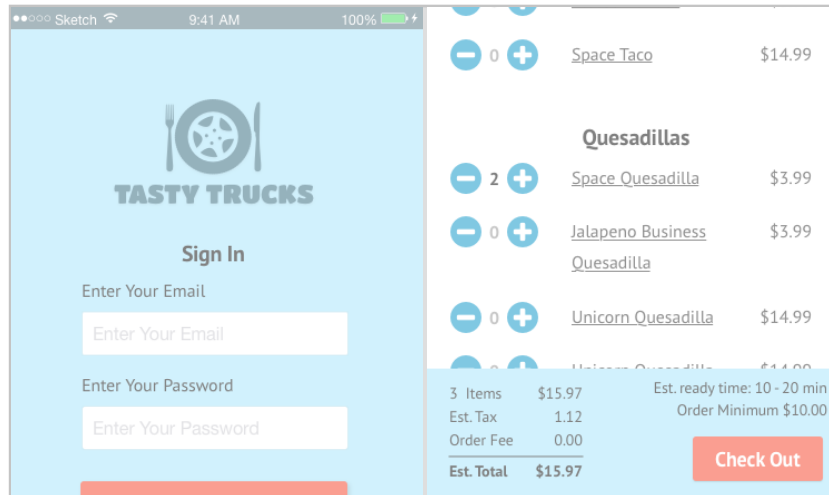 Sketch 9:41 AM 100%
TASTY TRUCKS
Sign In
Enter Your Email
Enter Your Email
Enter Your Password
Enter Your Password
0 Space Taco $14.99
Quesadillas
2 Space Quesadilla $3.99
0 Jalapeno Business $3.99
Quesadilla
0 Unicorn Quesadilla $14.99
3 Items $15.97
Est. Tax 1.12
Order Fee 0.00
Est. Total $15.97
Est. ready time: 10 - 20 min
Order Minimum $10.00
Check Out